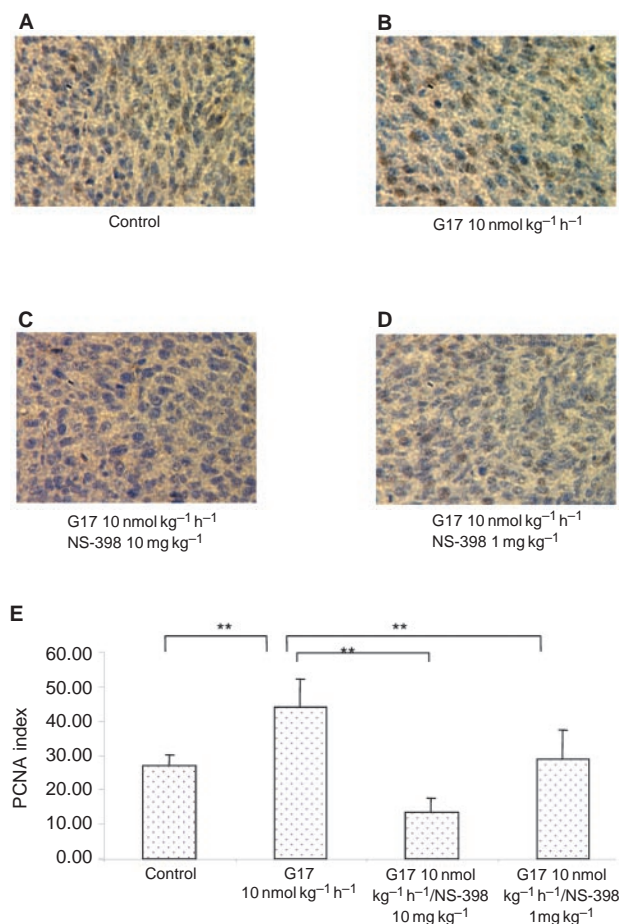 A
B
Control
G17 10 nmol kg⁻¹ h⁻¹
C
D
G17 10 nmol kg⁻¹ h⁻¹
NS-398 10 mg kg⁻¹
G17 10 nmol kg⁻¹ h⁻¹
NS-398 1 mg kg⁻¹
E
**
**
**
60.00
50.00
40.00
30.00
20.00
10.00
0.00
PCNA index
Control
G17
10 nmol kg⁻¹ h⁻¹
G17 10 nmol
kg⁻¹ h⁻¹/NS-398
10 mg kg⁻¹
G17 10 nmol
kg⁻¹ h⁻¹/NS-398
1mg kg⁻¹